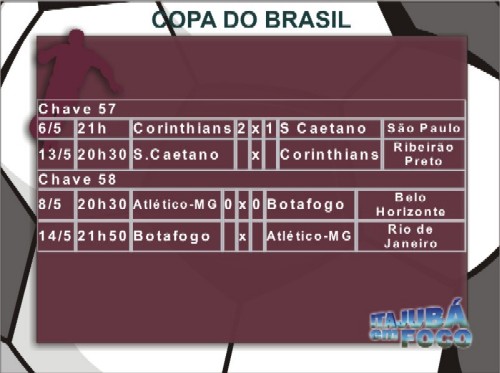 COPA DO BRASIL
Chave 57
6/5 21h Corinthians 2 x 1 S Caetano São Paulo
13/5 20h30 S.Caetano x Corinthians Ribeirão Preto
Chave 58
8/5 20h30 Atlético-MG 0 x 0 Botafogo Belo Horizonte
14/5 21h50 Botafogo x Atlético-MG Rio de Janeiro
ITAJUBÁ
EM FOCO